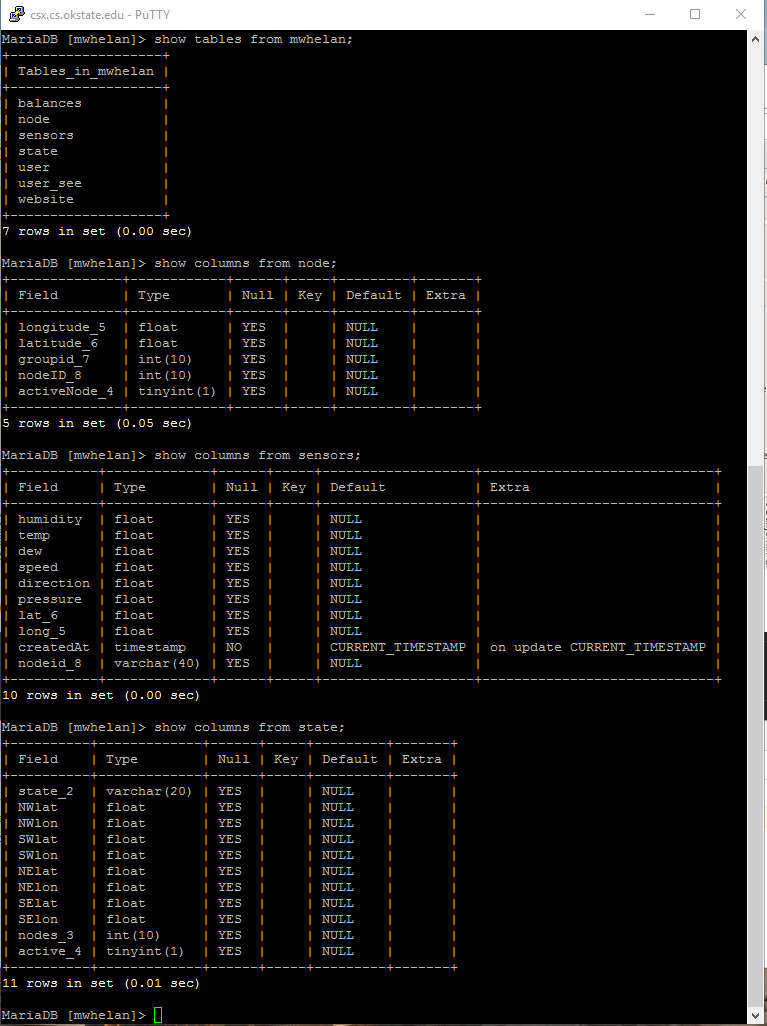 csx.cs.okstate.edu - PuTTY
MariaDB [mwhelan]> show tables from mwhelan;
+-------------------+
| Tables_in_mwhelan |
+-------------------+
| balances          |
| node              |
| sensors           |
| state             |
| user              |
| user_see          |
| website           |
+-------------------+
7 rows in set (0.00 sec)
MariaDB [mwhelan]> show columns from node;
+--------------+------------+------+-----+---------+-------+
| Field        | Type       | Null | Key | Default | Extra |
+--------------+------------+------+-----+---------+-------+
| longitude_5  | float      | YES  |     | NULL    |       |
| latitude_6   | float      | YES  |     | NULL    |       |
| groupid_7    | int(10)    | YES  |     | NULL    |       |
| nodeID_8     | int(10)    | YES  |     | NULL    |       |
| activeNode_4 | tinyint(1) | YES  |     | NULL    |       |
+--------------+------------+------+-----+---------+-------+
5 rows in set (0.05 sec)
MariaDB [mwhelan]> show columns from sensors;
+-----------+-------------+------+-----+-------------------+-----------------------------+
| Field     | Type        | Null | Key | Default           | Extra                       |
+-----------+-------------+------+-----+-------------------+-----------------------------+
| humidity  | float       | YES  |     | NULL              |                             |
| temp      | float       | YES  |     | NULL              |                             |
| dew       | float       | YES  |     | NULL              |                             |
| speed     | float       | YES  |     | NULL              |                             |
| direction | float       | YES  |     | NULL              |                             |
| pressure  | float       | YES  |     | NULL              |                             |
| lat_6     | float       | YES  |     | NULL              |                             |
| long_5    | float       | YES  |     | NULL              |                             |
| createdAt | timestamp   | NO   |     | CURRENT_TIMESTAMP | on update CURRENT_TIMESTAMP |
| nodeid_8  | varchar(40) | YES  |     | NULL              |                             |
+-----------+-------------+------+-----+-------------------+-----------------------------+
10 rows in set (0.00 sec)
MariaDB [mwhelan]> show columns from state;
+----------+-------------+------+-----+---------+-------+
| Field    | Type        | Null | Key | Default | Extra |
+----------+-------------+------+-----+---------+-------+
| state_2  | varchar(20) | YES  |     | NULL    |       |
| NWlat    | float       | YES  |     | NULL    |       |
| NWlon    | float       | YES  |     | NULL    |       |
| SWlat    | float       | YES  |     | NULL    |       |
| SWlon    | float       | YES  |     | NULL    |       |
| NElat    | float       | YES  |     | NULL    |       |
| NElon    | float       | YES  |     | NULL    |       |
| SElat    | float       | YES  |     | NULL    |       |
| SElon    | float       | YES  |     | NULL    |       |
| nodes_3  | int(10)     | YES  |     | NULL    |       |
| active_4 | tinyint(1)  | YES  |     | NULL    |       |
+----------+-------------+------+-----+---------+-------+
11 rows in set (0.01 sec)
MariaDB [mwhelan]>